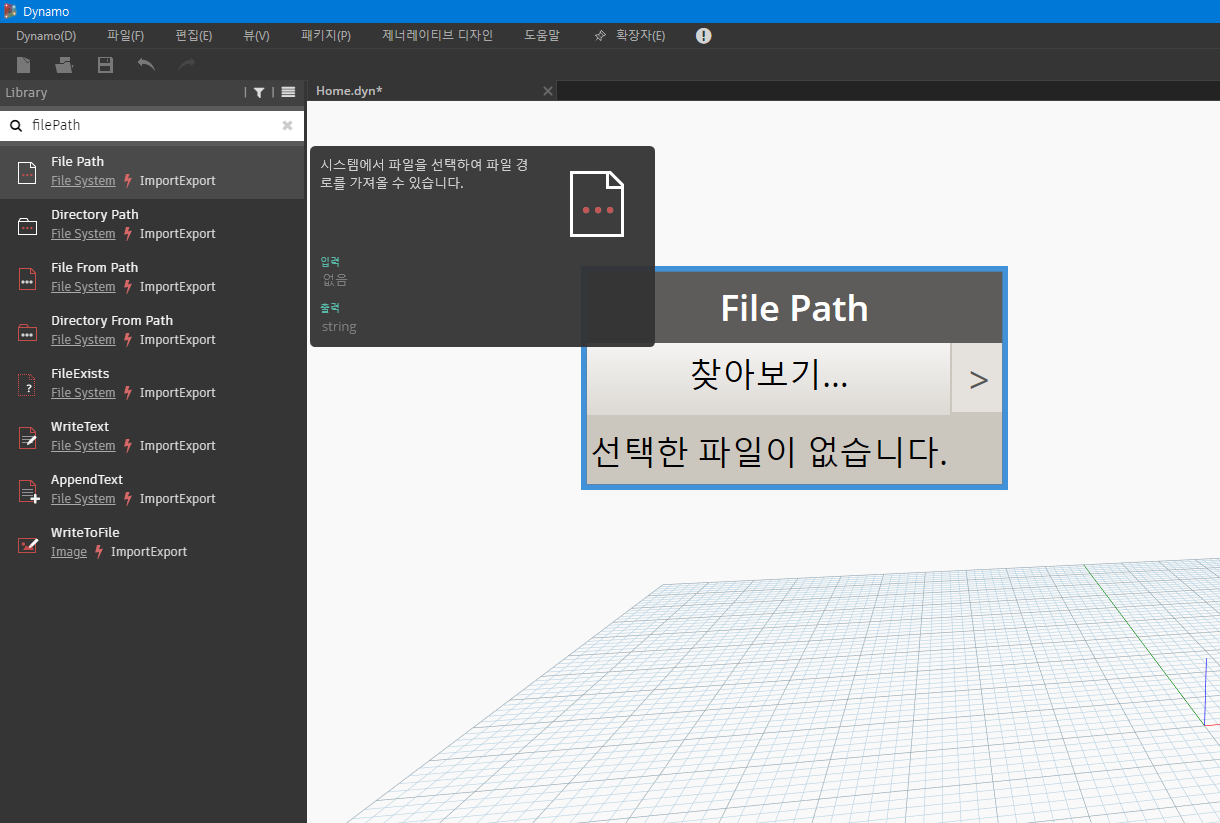 Dynamo
Dynamo(D) 파일(F) 편집(E) 뷰(V) 패키지(P) 제너레이티브 디자인 도움말 확장자(E)
Library
Home.dyn*
filePath
File Path
File System ImportExport
Directory Path
File System ImportExport
File From Path
File System ImportExport
Directory From Path
File System ImportExport
FileExists
File System ImportExport
WriteText
File System ImportExport
AppendText
File System ImportExport
WriteToFile
Image ImportExport
시스템에서 파일을 선택하여 파일 경
로를 가져올 수 있습니다.
입력
없음
출력
string
File Path
찾아보기... >
선택한 파일이 없습니다.